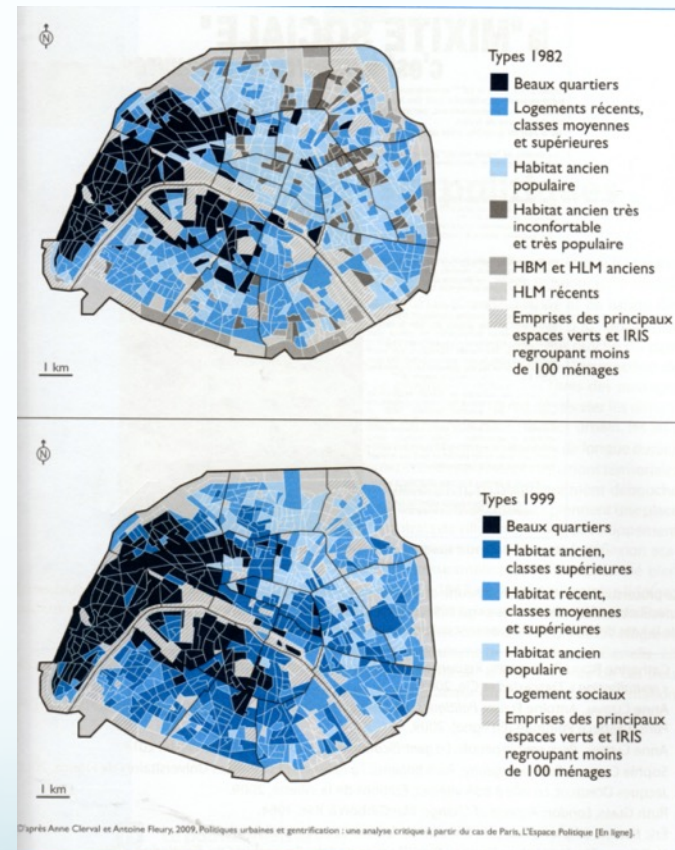 N
Types 1982
Beaux quartiers
Logements récents,
classes moyennes
et supérieures
Habitat ancien
populaire
Habitat ancien très
inconfortable
et très populaire
HBM et HLM anciens
HLM récents
Emprises des principaux
espaces verts et IRIS
regroupant moins
de 100 ménages
1 km
N
Types 1999
Beaux quartiers
Habitat ancien,
classes supérieures
Habitat récent,
classes moyennes
et supérieures
Habitat ancien
populaire
Logement sociaux
Emprises des principaux
espaces verts et IRIS
regroupant moins
de 100 ménages
1 km
D'après Anne Clerval et Antoine Fleury, 2009, Politiques urbaines et gentrification : une analyse critique à partir du cas de Paris, L'Espace Politique [En ligne].